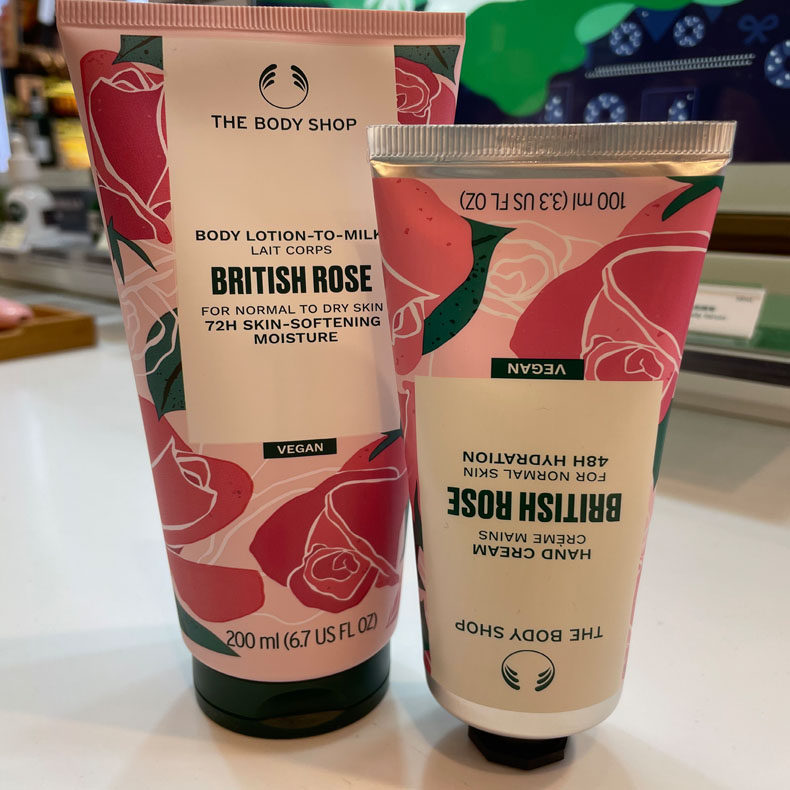 THE BODY SHOP
BODY LOTION-TO-MILK
LAIT CORPS
BRITISH ROSE
FOR NORMAL TO DRY SKIN
72H SKIN-SOFTENING
MOISTURE
VEGAN
200 ml (6.7 US FL OZ)
THE BODY SHOP
HAND CREAM
CRÈME MAINS
BRITISH ROSE
FOR NORMAL SKIN
48H HYDRATION
VEGAN
100 ml (3.3 US FL OZ)